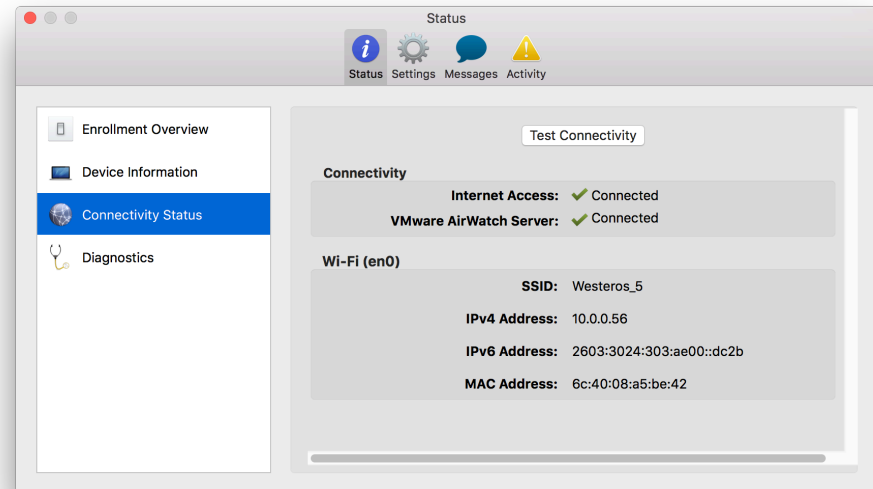 Status
Status Settings Messages Activity
Enrollment Overview
Device Information
Connectivity Status
Diagnostics
Test Connectivity
Connectivity
Internet Access: Connected
VMware AirWatch Server: Connected
Wi-Fi (en0)
SSID: Westeros_5
IPv4 Address: 10.0.0.56
IPv6 Address: 2603:3024:303:ae00::dc2b
MAC Address: 6c:40:08:a5:be:42